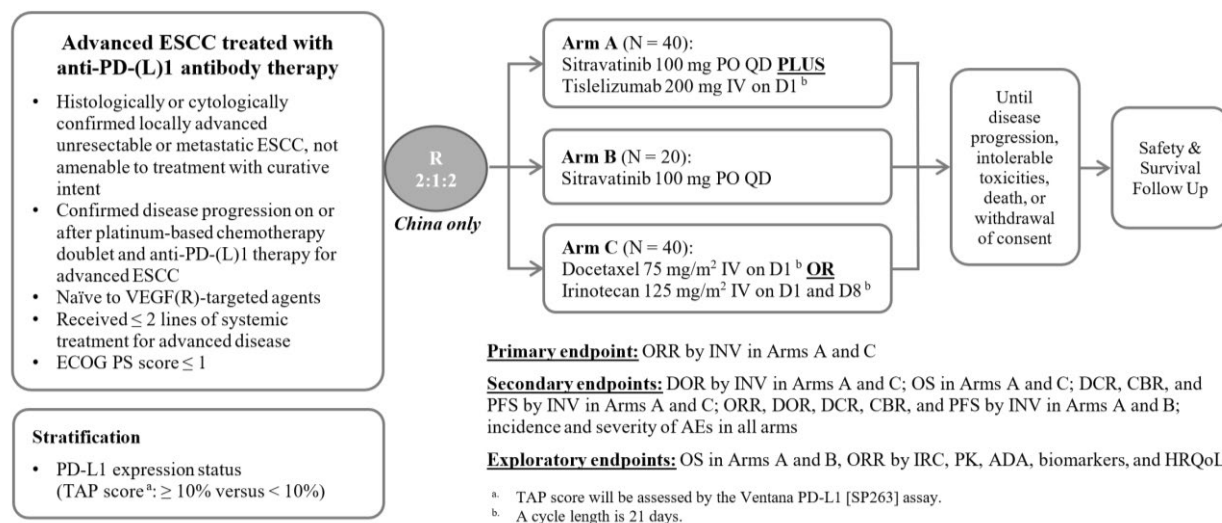 Advanced ESCC treated with
anti-PD-(L)1 antibody therapy
• Histologically or cytologically
confirmed locally advanced
unresectable or metastatic ESCC, not
amenable to treatment with curative
intent
• Confirmed disease progression on or
after platinum-based chemotherapy
doublet and anti-PD-(L)1 therapy for
advanced ESCC
• Naïve to VEGF(R)-targeted agents
• Received ≤ 2 lines of systemic
treatment for advanced disease
• ECOG PS score ≤ 1
Stratification
• PD-L1 expression status
(TAP score a: ≥ 10% versus < 10%)
R
2:1:2
China only
Arm A (N = 40):
Sitravatinib 100 mg PO QD PLUS
Tislelizumab 200 mg IV on D1 b
Arm B (N = 20):
Sitravatinib 100 mg PO QD
Arm C (N = 40):
Docetaxel 75 mg/m² IV on D1 b OR
Irinotecan 125 mg/m² IV on D1 and D8 b
Until
disease
progression,
intolerable
toxicities,
death, or
withdrawal
of consent
Safety &
Survival
Follow Up
Primary endpoint: ORR by INV in Arms A and C
Secondary endpoints: DOR by INV in Arms A and C; OS in Arms A and C; DCR, CBR, and
PFS by INV in Arms A and C; ORR, DOR, DCR, CBR, and PFS by INV in Arms A and B;
incidence and severity of AEs in all arms
Exploratory endpoints: OS in Arms A and B, ORR by IRC, PK, ADA, biomarkers, and HRQoL
a. TAP score will be assessed by the Ventana PD-L1 [SP263] assay.
b. A cycle length is 21 days.